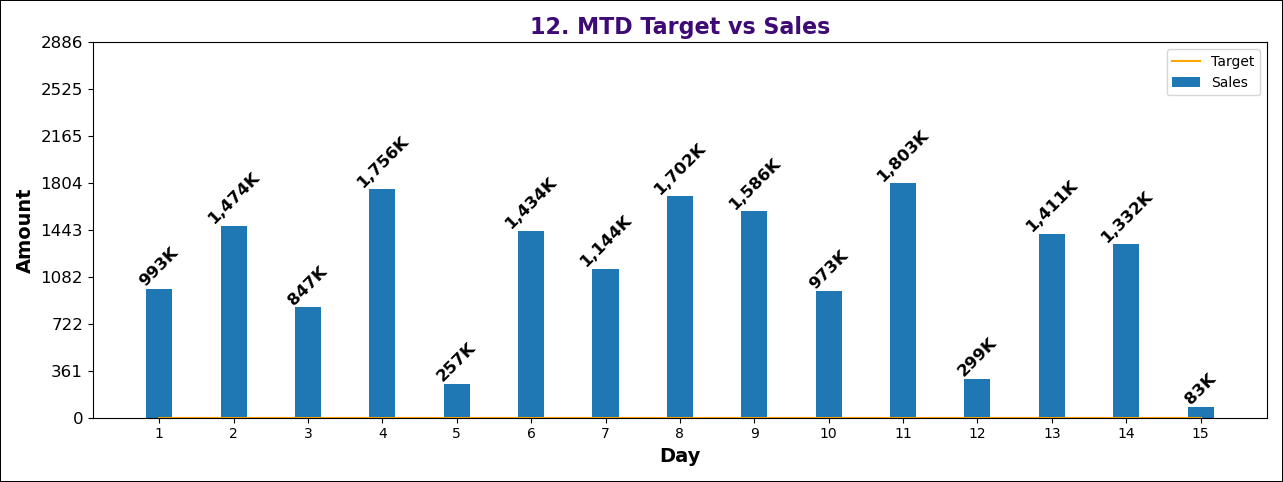 12. MTD Target vs Sales
2886
2525
2165
1804
1443
1082
722
361
0
Amount
Target
Sales
993K
1,474K
847K
1,756K
257K
1,434K
1,144K
1,702K
1,586K
973K
1,803K
299K
1,411K
1,332K
83K
1 2 3 4 5 6 7 8 9 10 11 12 13 14 15
Day